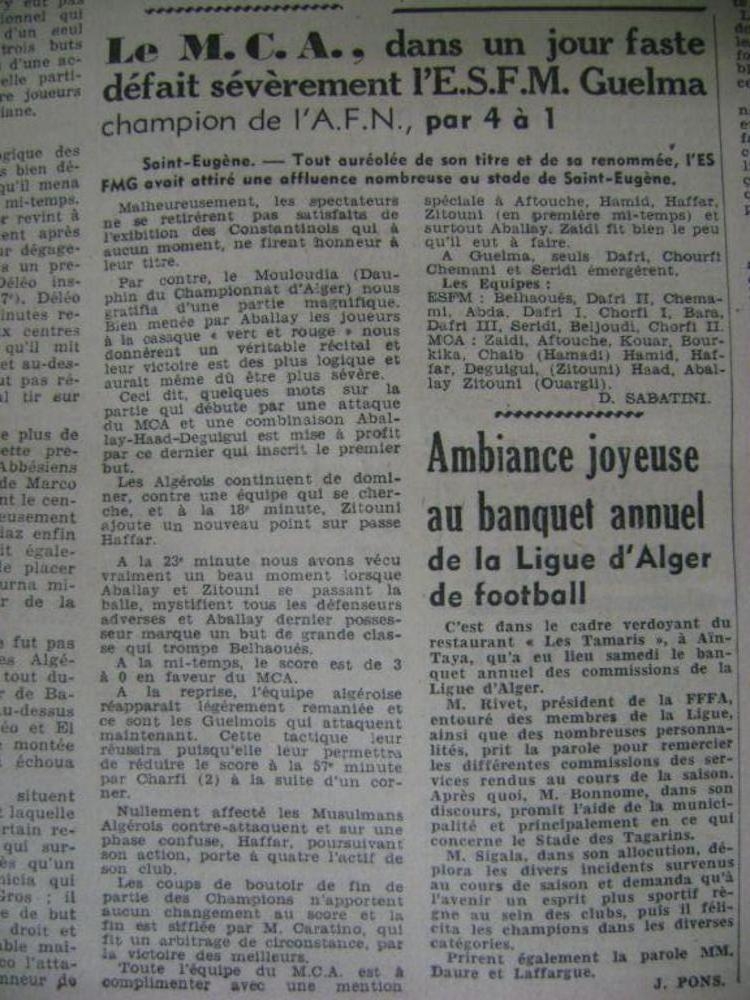 Le M.C.A., dans un jour faste
défait sévèrement l'E.S.F.M. Guelma
champion de l'A.F.N., par 4 à 1
Saint-Eugène. — Tout auréolée de son titre et de sa renommée, l'ES
FMG avait attiré une affluence nombreuse au stade de Saint-Eugène.
Malheureusement, les spectateurs
ne se retirèrent pas satisfaits de
l'exibition des Constantinois qui à
aucun moment, ne firent honneur à
leur titre.
Par contre, le Mouloudia (Dau-
phin du Championnat d'Alger) nous
gratifia d'une partie magnifique.
Bien menée par Aballay les joueurs
à la casaque « vert et rouge » nous
donnèrent un véritable récital et
leur victoire est des plus logique et
aurait même dû être plus sévère.
Ceci dit, quelques mots sur la
partie qui débute par une attaque
du MCA et une combinaison Abal-
lay-Haad-Deguigui est mise à profit
par ce dernier qui inscrit le premier
but.
Les Algérois continuent de domi-
ner, contre une équipe qui se cher-
che, et à la 18e minute, Zitouni
ajoute un nouveau point sur passe
Haffar.
A la 23e minute nous avons vécu
vraiment un beau moment lorsque
Aballay et Zitouni se passant la
balle, mystifient tous les défenseurs
adverses et Aballay dernier posses-
seur marque un but de grande clas-
se qui trompe Belhaouès.
A la mi-temps, le score est de 3
à 0 en faveur du MCA.
A la reprise, l'équipe algéroise
réapparait légèrement remaniée et
ce sont les Guelmois qui attaquent
maintenant. Cette tactique leur
réussira puisqu'elle leur permettra
de réduire le score à la 57e minute
par Charfi (2) à la suite d'un cor-
ner.
Nullement affecté les Musulmans
Algérois contre-attaquent et sur une
phase confuse, Haffar, poursuivant
son action, porte à quatre l'actif de
son club.
Les coups de boutoir de fin de
partie des Champions n'apportent
aucun changement au score et la
fin est sifflée par M. Caratino, qui
fit un arbitrage de circonstance, par
la victoire des meilleurs.
Toute l'équipe du M.C.A. est à
complimenter avec une mention
spéciale à Aftouche, Hamid, Haffar,
Zitouni (en première mi-temps) et
surtout Aballay. Zaidi fit bien le peu
qu'il eut à faire.
A Guelma, seuls Dafri, Chourfi
Chemani et Seridi émergèrent.
Les Equipes :
ESFM : Belhaouès, Dafri II, Chema-
mi, Abda, Dafri I, Chorfi I, Bara,
Dafri III, Seridi, Beljoudi, Chorfi II.
MCA : Zaidi, Aftouche, Kouar, Bour-
kika, Chaib (Hamadi) Hamid, Haf-
far, Deguigui, (Zitouni) Haad, Abal-
lay Zitouni (Ouargli).
D. SABATINI.
Ambiance joyeuse
au banquet annuel
de la Ligue d'Alger
de football
C'est dans le cadre verdoyant du
restaurant « Les Tamaris », à Aïn-
Taya, qu'a eu lieu samedi le ban-
quet annuel des commissions de la
Ligue d'Alger.
M. Rivet, président de la FFFA,
entouré des membres de la Ligue,
ainsi que des nombreuses personna-
lités, prit la parole pour remercier
les différentes commissions des ser-
vices rendus au cours de la saison.
Après quoi, M. Bonnome, dans son
discours, promit l'aide de la munici-
palité et principalement en ce qui
concerne le Stade des Tagarins.
M. Sigala, dans son allocution, dé-
plora les divers incidents survenus
au cours de saison et demanda qu'à
l'avenir un esprit plus sportif rè-
gne au sein des clubs, puis il féli-
cita les champions dans les diverses
catégories.
Prirent également la parole MM.
Daure et Laffargue.
J. PONS.